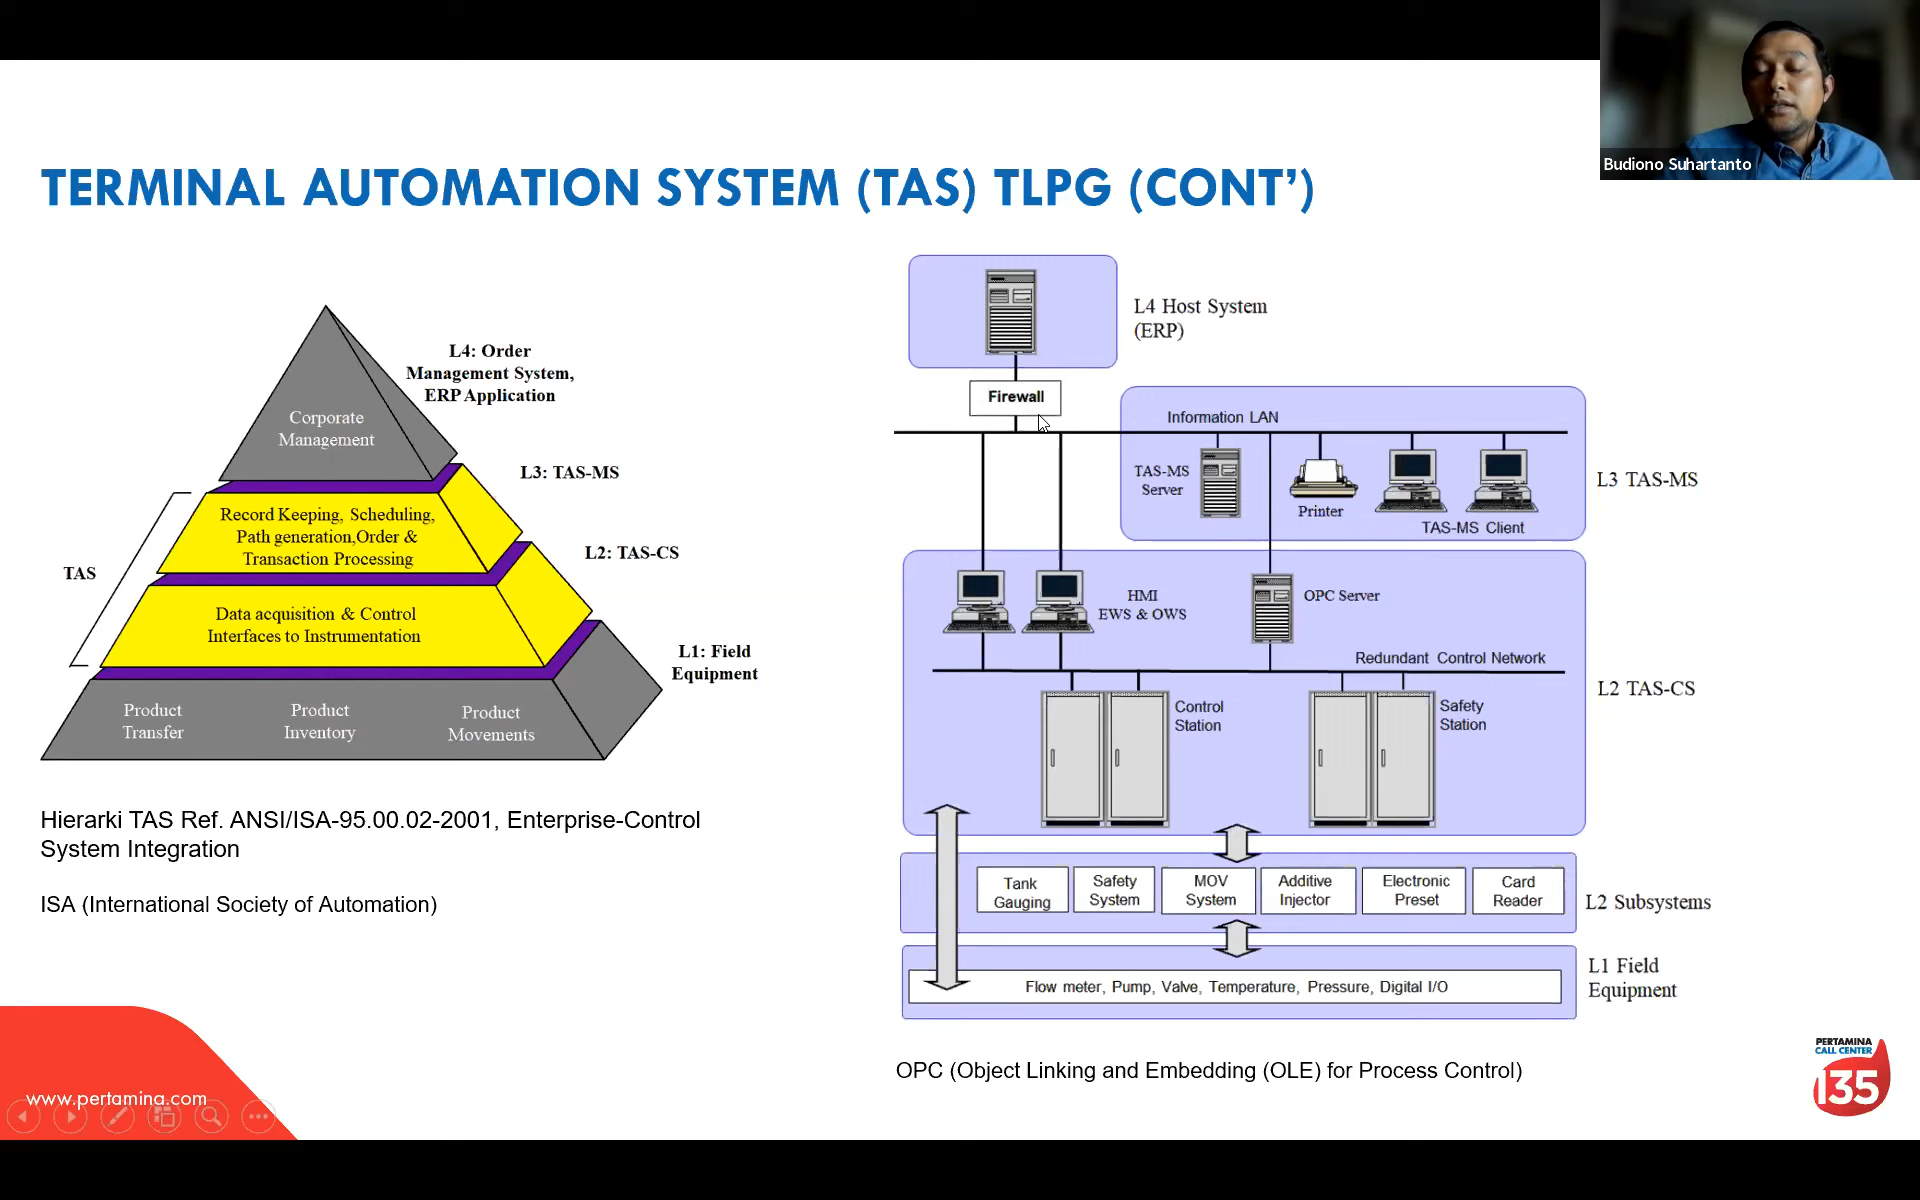 Budiono Suhartanto
TERMINAL AUTOMATION SYSTEM (TAS) TLPG (CONT’)
L4: Order
Management System,
ERP Application
Corporate
Management
L3: TAS-MS
Record Keeping, Scheduling,
Path generation,Order &
Transaction Processing
L2: TAS-CS
TAS
Data acquisition & Control
Interfaces to Instrumentation
L1: Field
Equipment
Product
Transfer
Product
Inventory
Product
Movements
Hierarki TAS Ref. ANSI/ISA-95.00.02-2001, Enterprise-Control
System Integration
ISA (International Society of Automation)
L4 Host System
(ERP)
Firewall
Information LAN
TAS-MS
Server
Printer
TAS-MS Client
L3 TAS-MS
HMI
EWS & OWS
OPC Server
Redundant Control Network
Control
Station
Safety
Station
L2 TAS-CS
Tank
Gauging
Safety
System
MOV
System
Additive
Injector
Electronic
Preset
Card
Reader
L2 Subsystems
Flow meter, Pump, Valve, Temperature, Pressure, Digital I/O
L1 Field
Equipment
OPC (Object Linking and Embedding (OLE) for Process Control)
www.pertamina.com
PERTAMINA
CALL CENTER
135